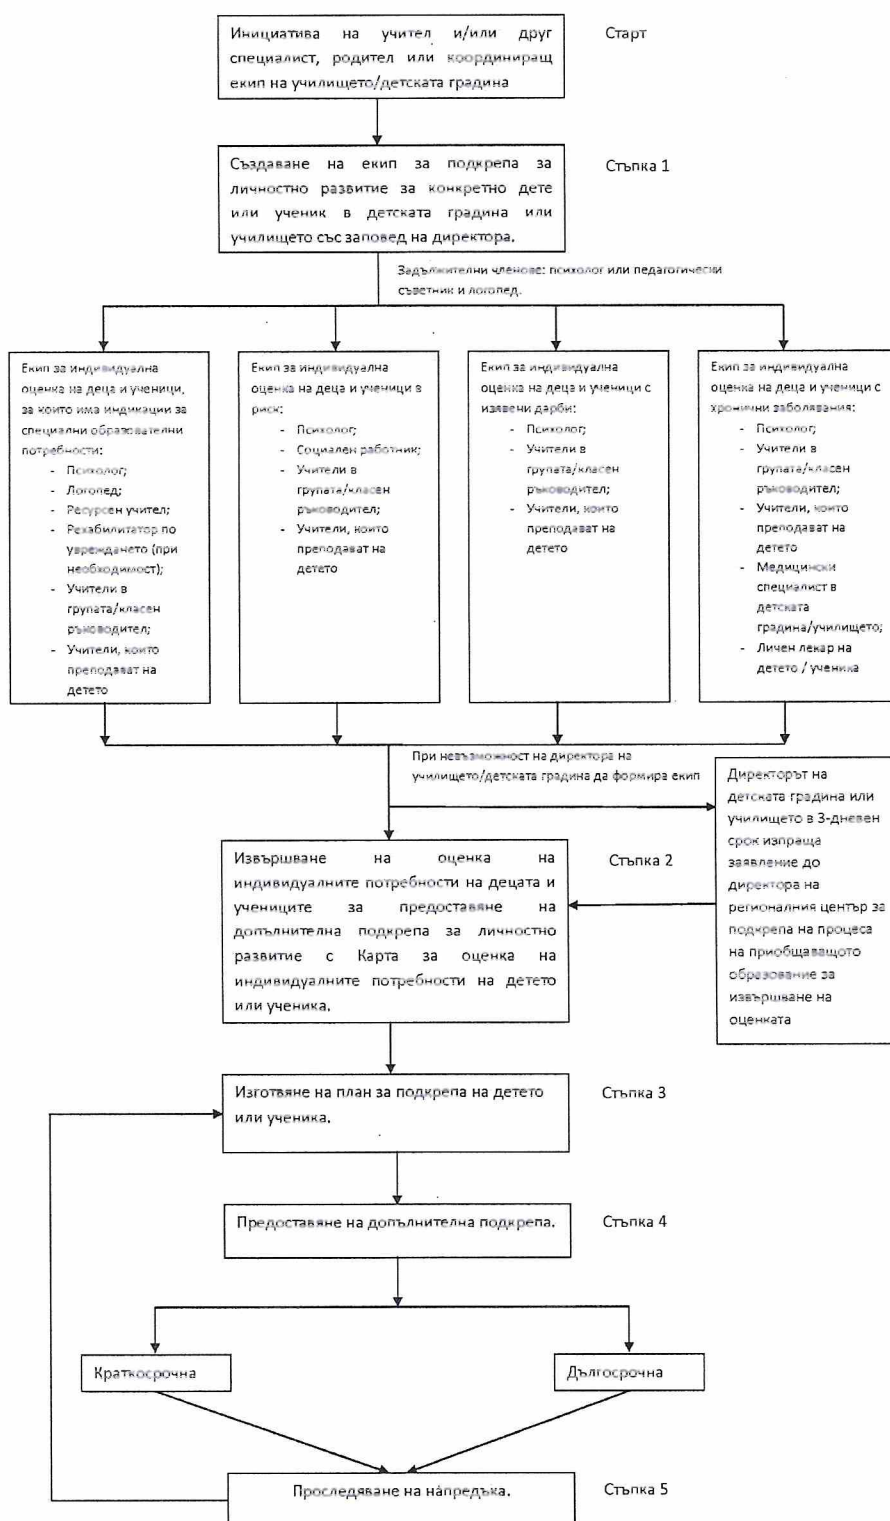 Инициатива на учител и/или друг
специалист, родител или координиращ
екип на училището/детската градина
Старт
Създаване на екип за подкрепа за
личностно развитие за конкретно дете
или ученик в детската градина или
училището със заповед на директора.
Стъпка 1
Задължителни членове: психолог или педагогически
съветник и логопед.
Екип за индивидуална
оценка на деца и ученици,
за които има индикации за
специални образователни
потребности:
- Психолог;
- Логопед;
- Ресурсен учител;
- Рехабилитатор по
увреждането (при
необходимост);
- Учители в
групата/класен
ръководител;
- Учители, които
преподават на
детето
Екип за индивидуална
оценка на деца и ученици в
риск:
- Психолог;
- Социален работник;
- Учители в
групата/класен
ръководител;
- Учители, които
преподават на
детето
Екип за индивидуална
оценка на деца и ученици с
изявени дарби:
- Психолог;
- Учители в
групата/класен
ръководител;
- Учители, които
преподават на
детето
Екип за индивидуална
оценка на деца и ученици с
хронични заболявания:
- Психолог;
- Учители в
групата/класен
ръководител;
- Учители, които
преподават на
детето
- Медицински
специалист в
детската
градина/училището;
- Личен лекар на
детето / ученика
При невъзможност на директора на
училището/детската градина да формира екип
Директорът на
детската градина или
училището в 3-дневен
срок изпраща
заявление до
директора на
регионалния център за
подкрепа на процеса
на приобщаващото
образование за
извършване на
оценката
Извършване на оценка на
индивидуалните потребности на децата и
учениците за предоставяне на
допълнителна подкрепа за личностно
развитие с Карта за оценка на
индивидуалните потребности на детето
или ученика.
Стъпка 2
Изготвяне на план за подкрепа на детето
или ученика.
Стъпка 3
Предоставяне на допълнителна подкрепа.
Стъпка 4
Краткосрочна
Дългосрочна
Проследяване на напредъка.
Стъпка 5